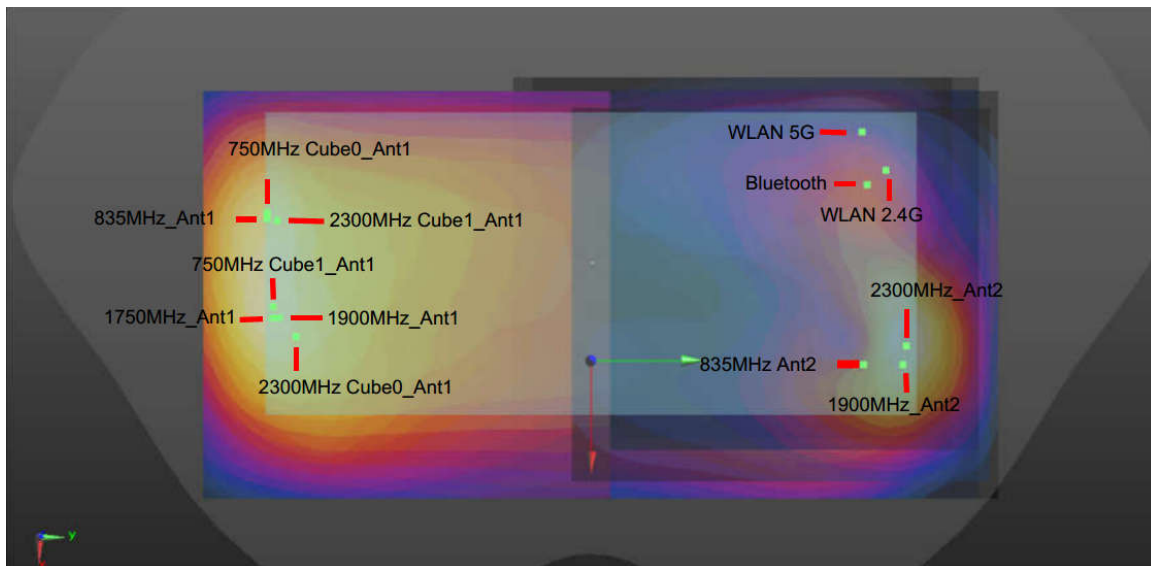 WLAN 5G
750MHz Cube0_Ant1
Bluetooth
WLAN 2.4G
835MHz_Ant1
2300MHz Cube1_Ant1
750MHz Cube1_Ant1
2300MHz_Ant2
1750MHz_Ant1
1900MHz_Ant1
835MHz Ant2
2300MHz Cube0_Ant1
1900MHz_Ant2
y
x